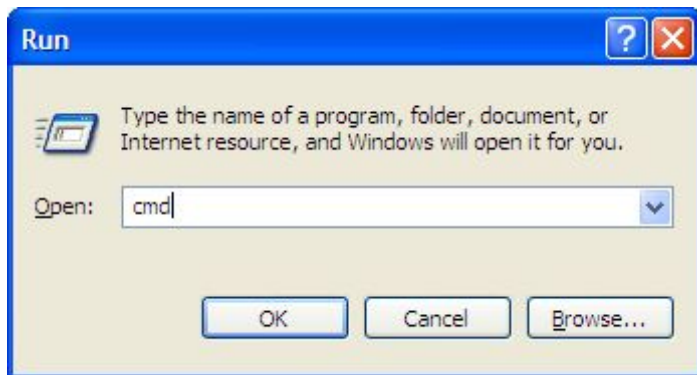 Run
Type the name of a program, folder, document, or
Internet resource, and Windows will open it for you.
Open: cmd
OK Cancel Browse...